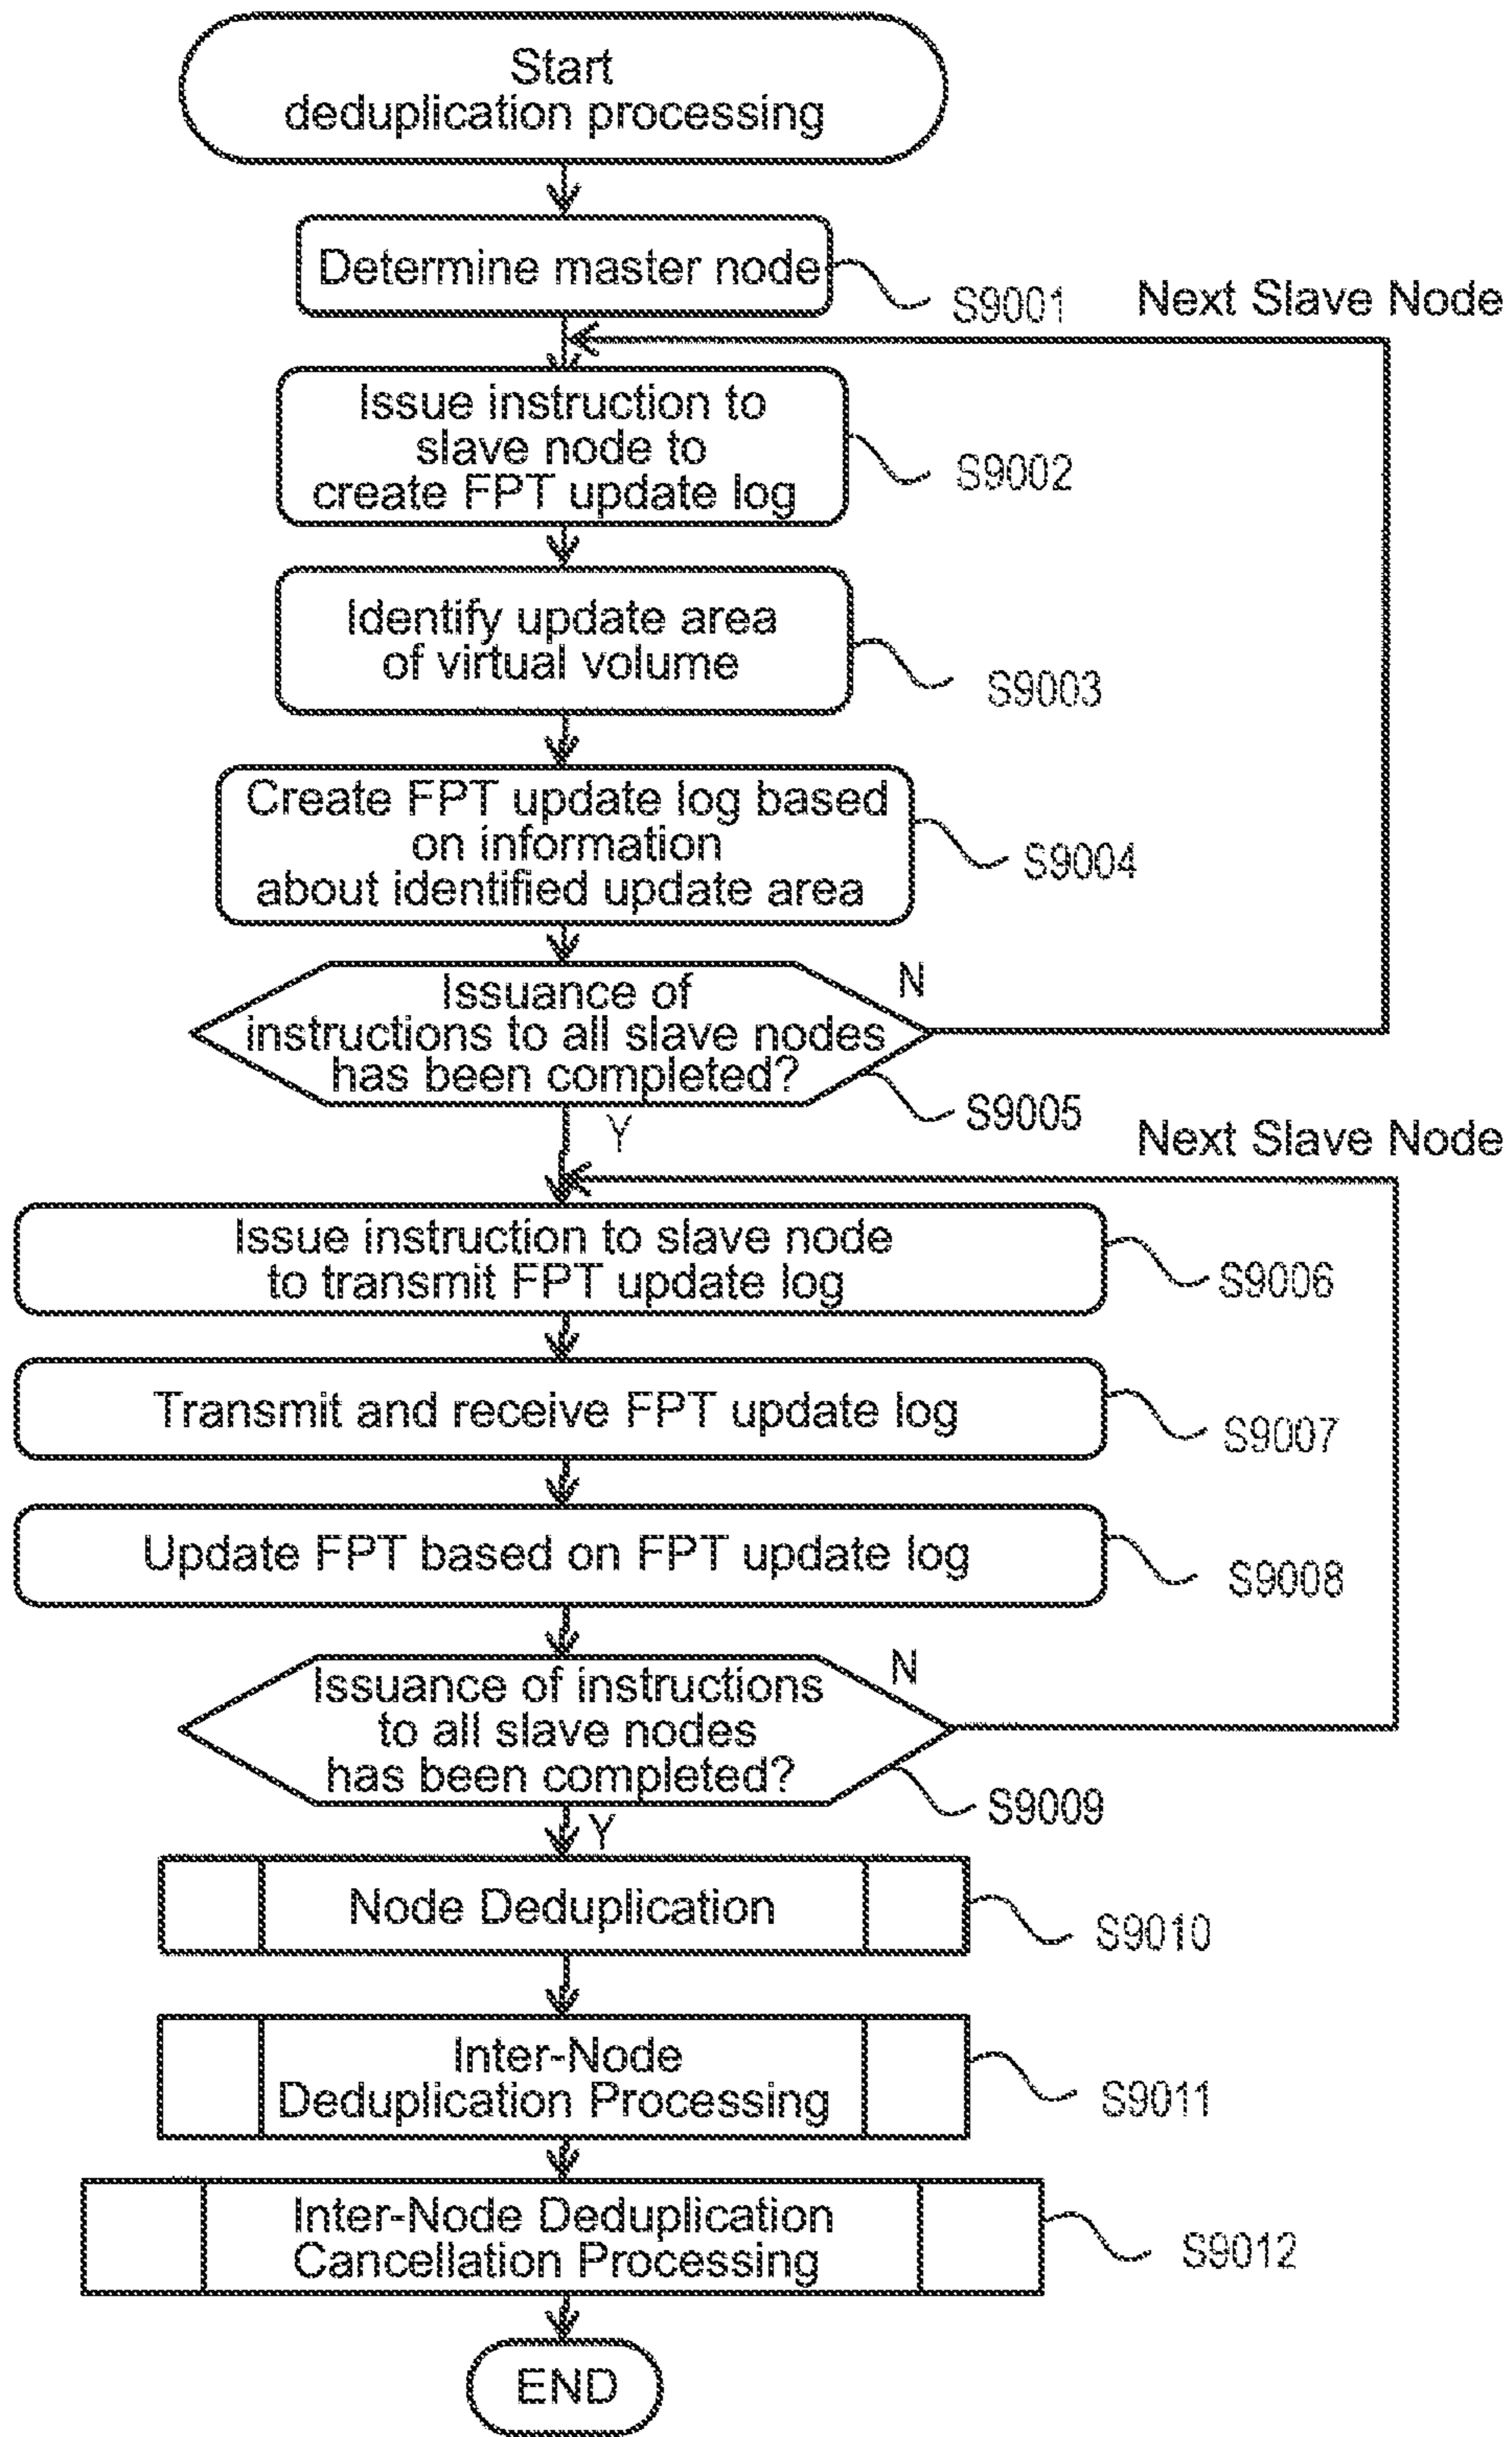 Start
deduplication processing
Determine master node
S9001
Next Slave Node
Issue instruction to
slave node to
create FPT update log
S9002
Identify update area
of virtual volume
S9003
Create FPT update log based
on information
about identified update area
S9004
Issuance of
instructions to all slave nodes
has been completed?
N
S9005
Y
Next Slave Node
Issue instruction to slave node
to transmit FPT update log
S9006
Transmit and receive FPT update log
S9007
Update FPT based on FPT update log
S9008
Issuance of instructions
to all slave nodes
has been completed?
N
S9009
Y
Node Deduplication
S9010
Inter-Node
Deduplication Processing
S9011
Inter-Node Deduplication
Cancellation Processing
S9012
END